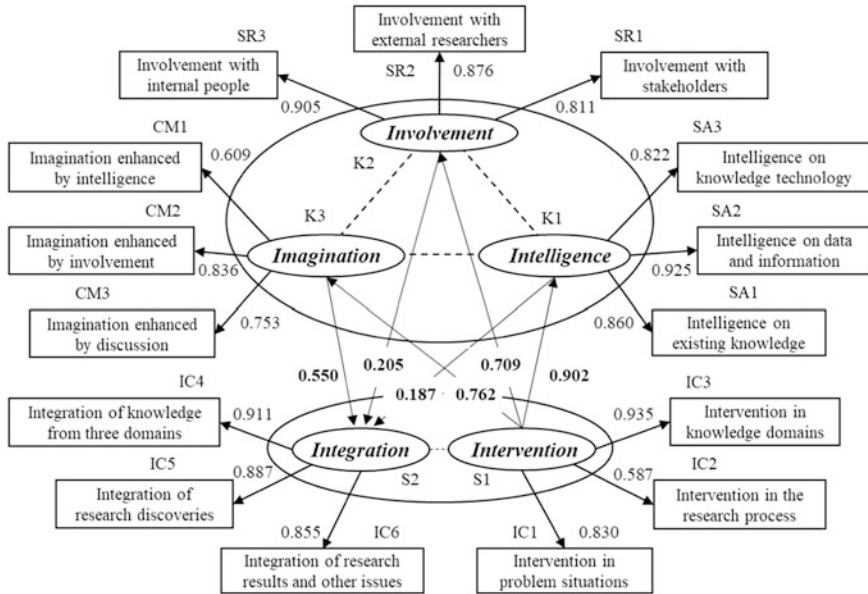 Involvement with
external researchers
SR3
SR1
Involvement with
internal people
SR2
0.876
Involvement with
stakeholders
0.905
0.811
CM1
Involvement
SA3
Imagination enhanced
by intelligence
0.609
K2
0.822
Intelligence on
knowledge technology
CM2
K3
K1
SA2
Imagination enhanced
by involvement
Imagination
Intelligence
Intelligence on data
and information
0.836
0.925
CM3
SA1
Imagination enhanced
by discussion
0.753
0.860
Intelligence on
existing knowledge
0.550
0.205
0.709
0.902
0.187
0.762
IC4
IC3
Integration of knowledge
from three domains
0.911
0.935
Intervention in
knowledge domains
Integration
Intervention
IC5
IC2
0.887
S2
S1
0.587
Integration of
research discoveries
Intervention in the
research process
0.855
IC6
IC1
0.830
Integration of research
results and other issues
Intervention in
problem situations